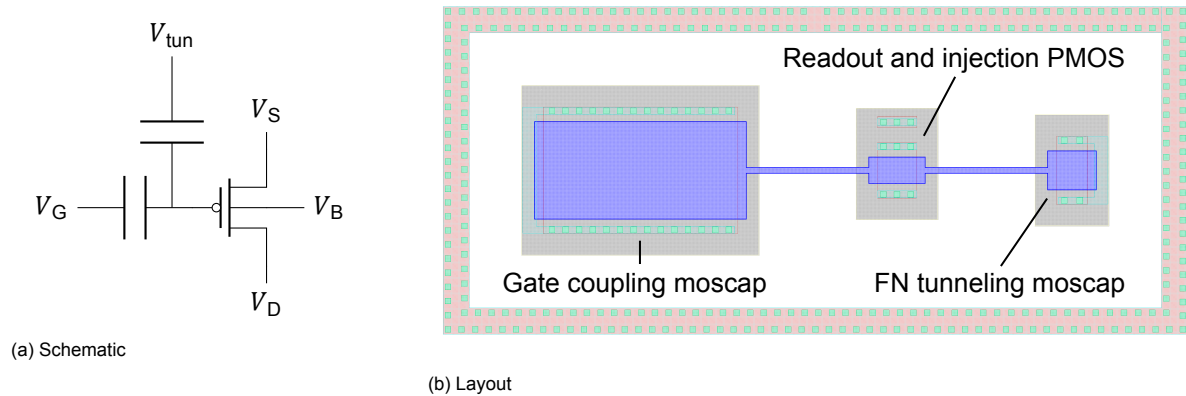 V_tun
V_S
V_G
V_B
V_D
(a) Schematic
Readout and injection PMOS
Gate coupling moscap
FN tunneling moscap
(b) Layout